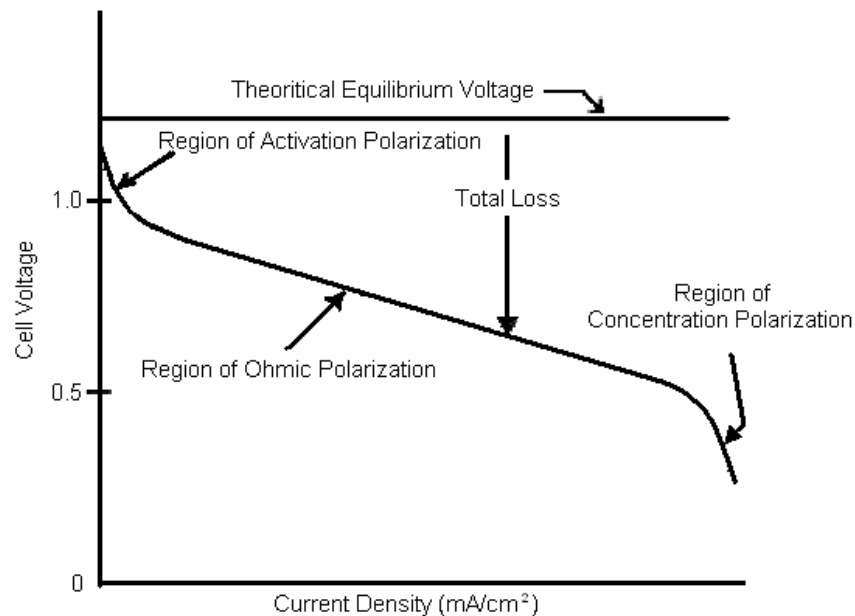 Theoritical Equilibrium Voltage
Region of Activation Polarization
1.0
Total Loss
Cell Voltage
Region of
Concentration Polarization
Region of Ohmic Polarization
0.5
0
Current Density (mA/cm²)